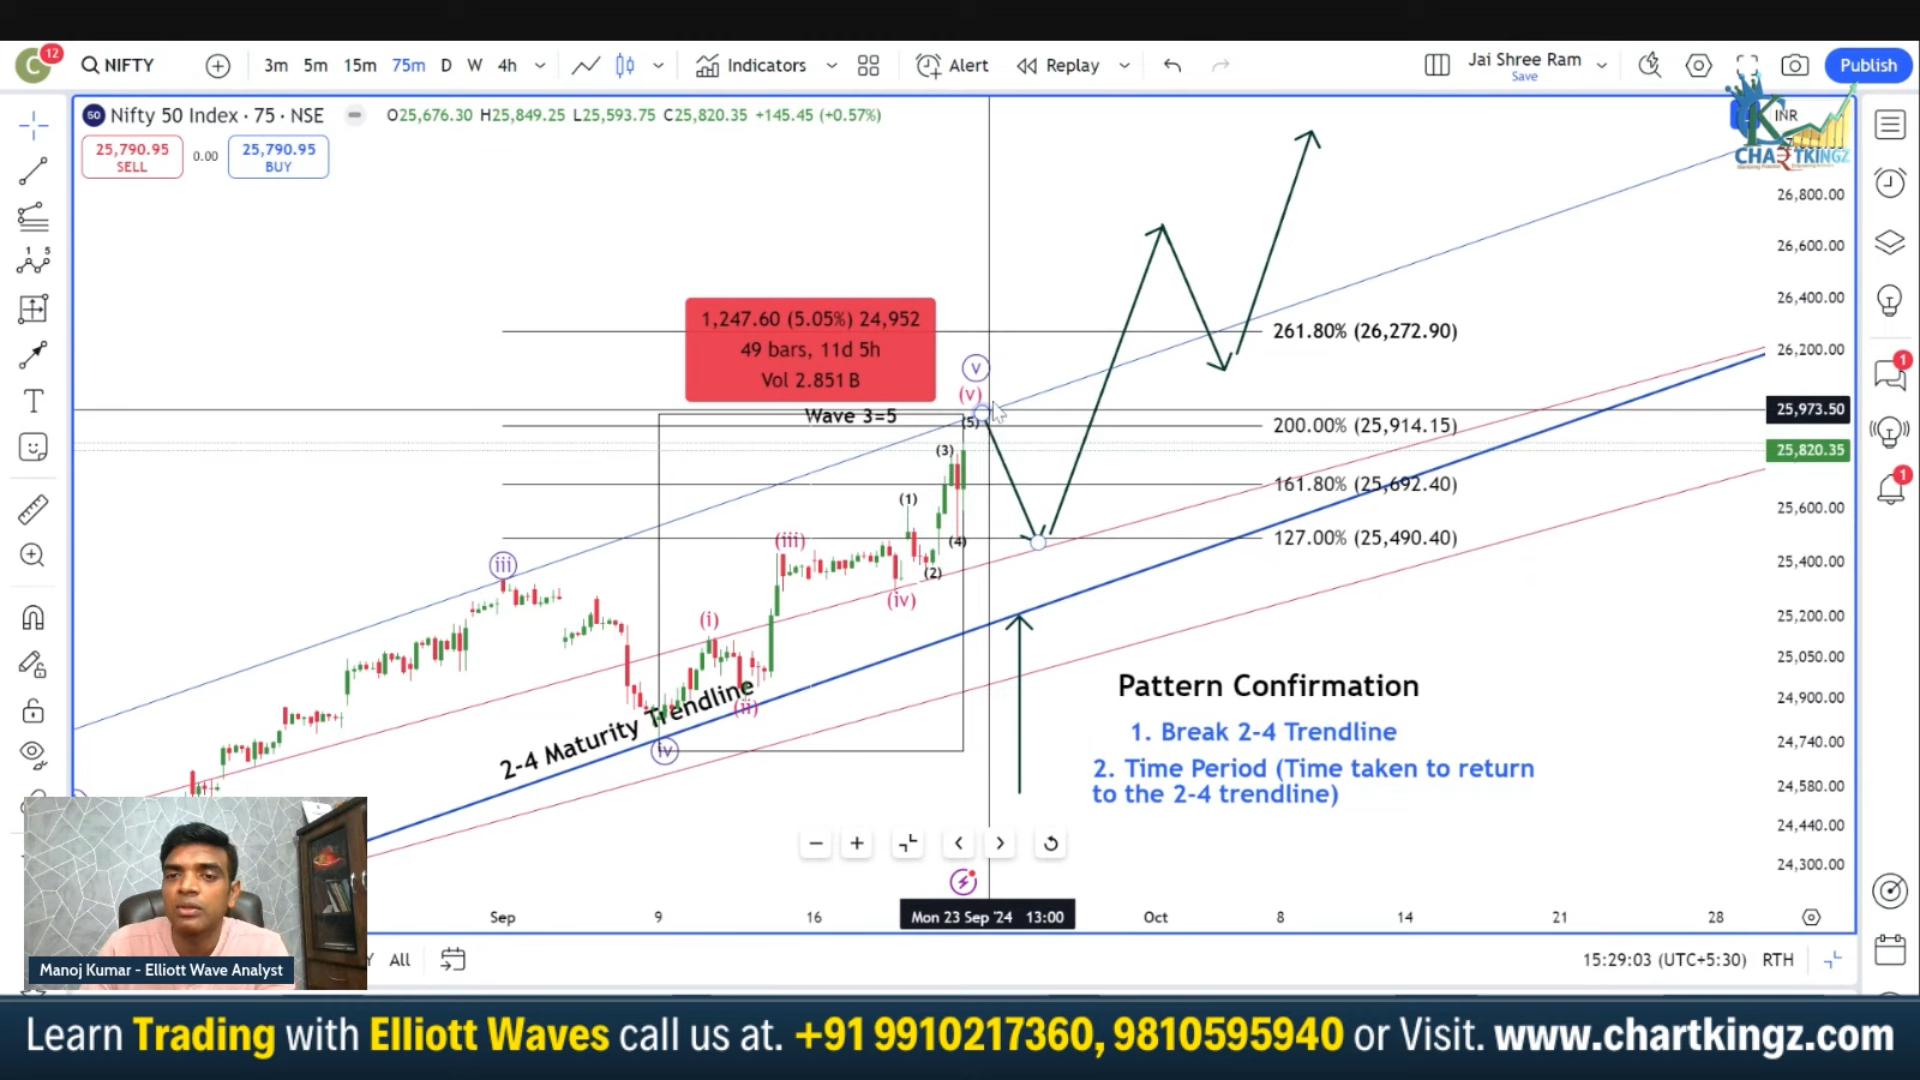 C
12
NIFTY
3m 5m 15m 75m D W 4h
Indicators
Alert
Replay
Jai Shree Ram
Save
Publish
50 Nifty 50 Index · 75 · NSE
O25,676.30 H25,849.25 L25,593.75 C25,820.35 +145.45 (+0.57%)
25,790.95
SELL
0.00
25,790.95
BUY
INR
K
CHARTKINGZ
1,247.60 (5.05%) 24,952
49 bars, 11d 5h
Vol 2.851 B
Wave 3=5
v
(v)
(5)
(3)
(1)
(4)
(2)
(iii)
(iv)
iii
(i)
(ii)
iv
2-4 Maturity Trendline
261.80% (26,272.90)
200.00% (25,914.15)
161.80% (25,692.40)
127.00% (25,490.40)
Pattern Confirmation
1. Break 2-4 Trendline
2. Time Period (Time taken to return
to the 2-4 trendline)
26,800.00
26,600.00
26,400.00
26,200.00
25,973.50
25,820.35
25,600.00
25,400.00
25,200.00
25,050.00
24,900.00
24,740.00
24,580.00
24,440.00
24,300.00
1 5
T
1
1
Sep 9 16 Mon 23 Sep '24 13:00 Oct 8 14 21 28
Y All
15:29:03 (UTC+5:30) RTH
Manoj Kumar - Elliott Wave Analyst
Learn Trading with Elliott Waves call us at. +91 9910217360, 9810595940 or Visit. www.chartkingz.com